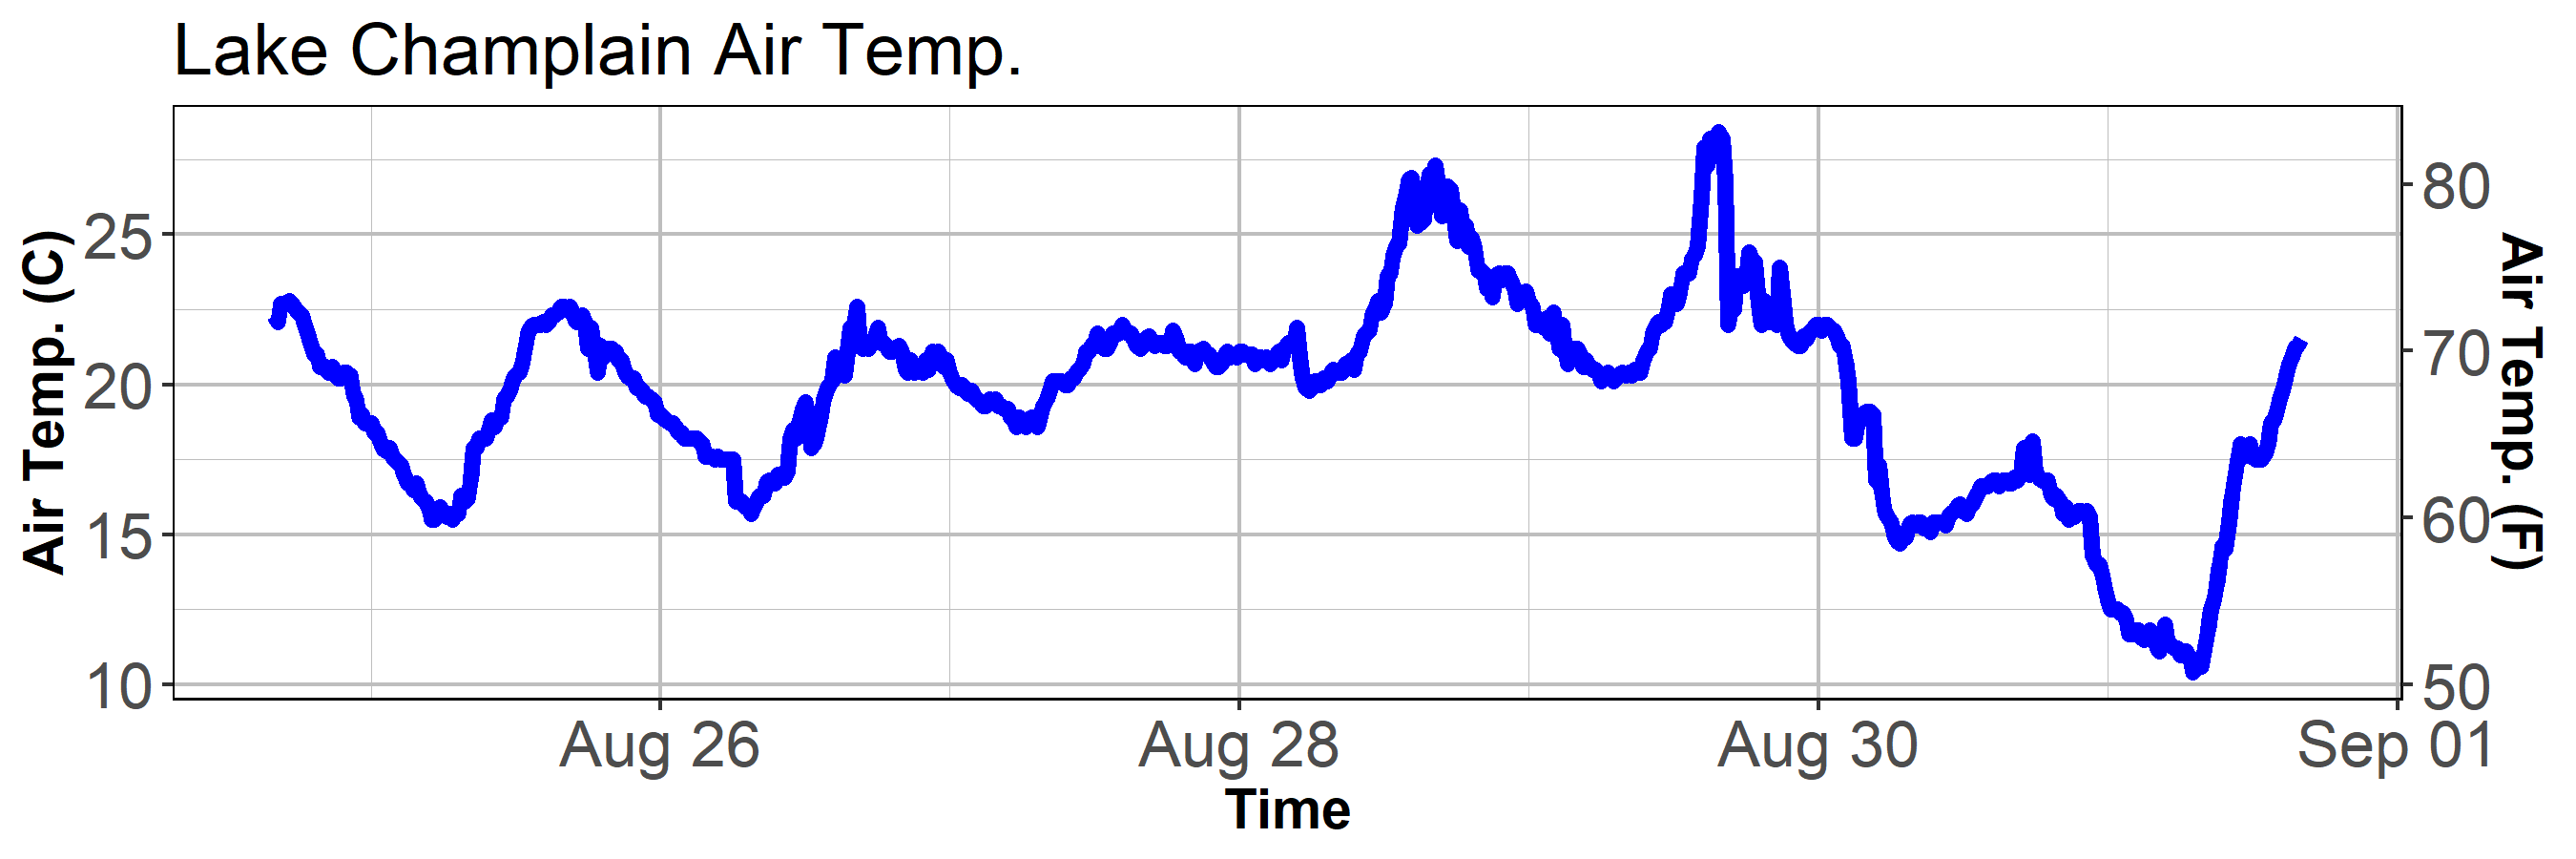 Lake Champlain Air Temp.
Air Temp. (C)
25
20
15
10
80
70
60
50
Air Temp. (F)
Aug 26
Aug 28
Aug 30
Sep 01
Time